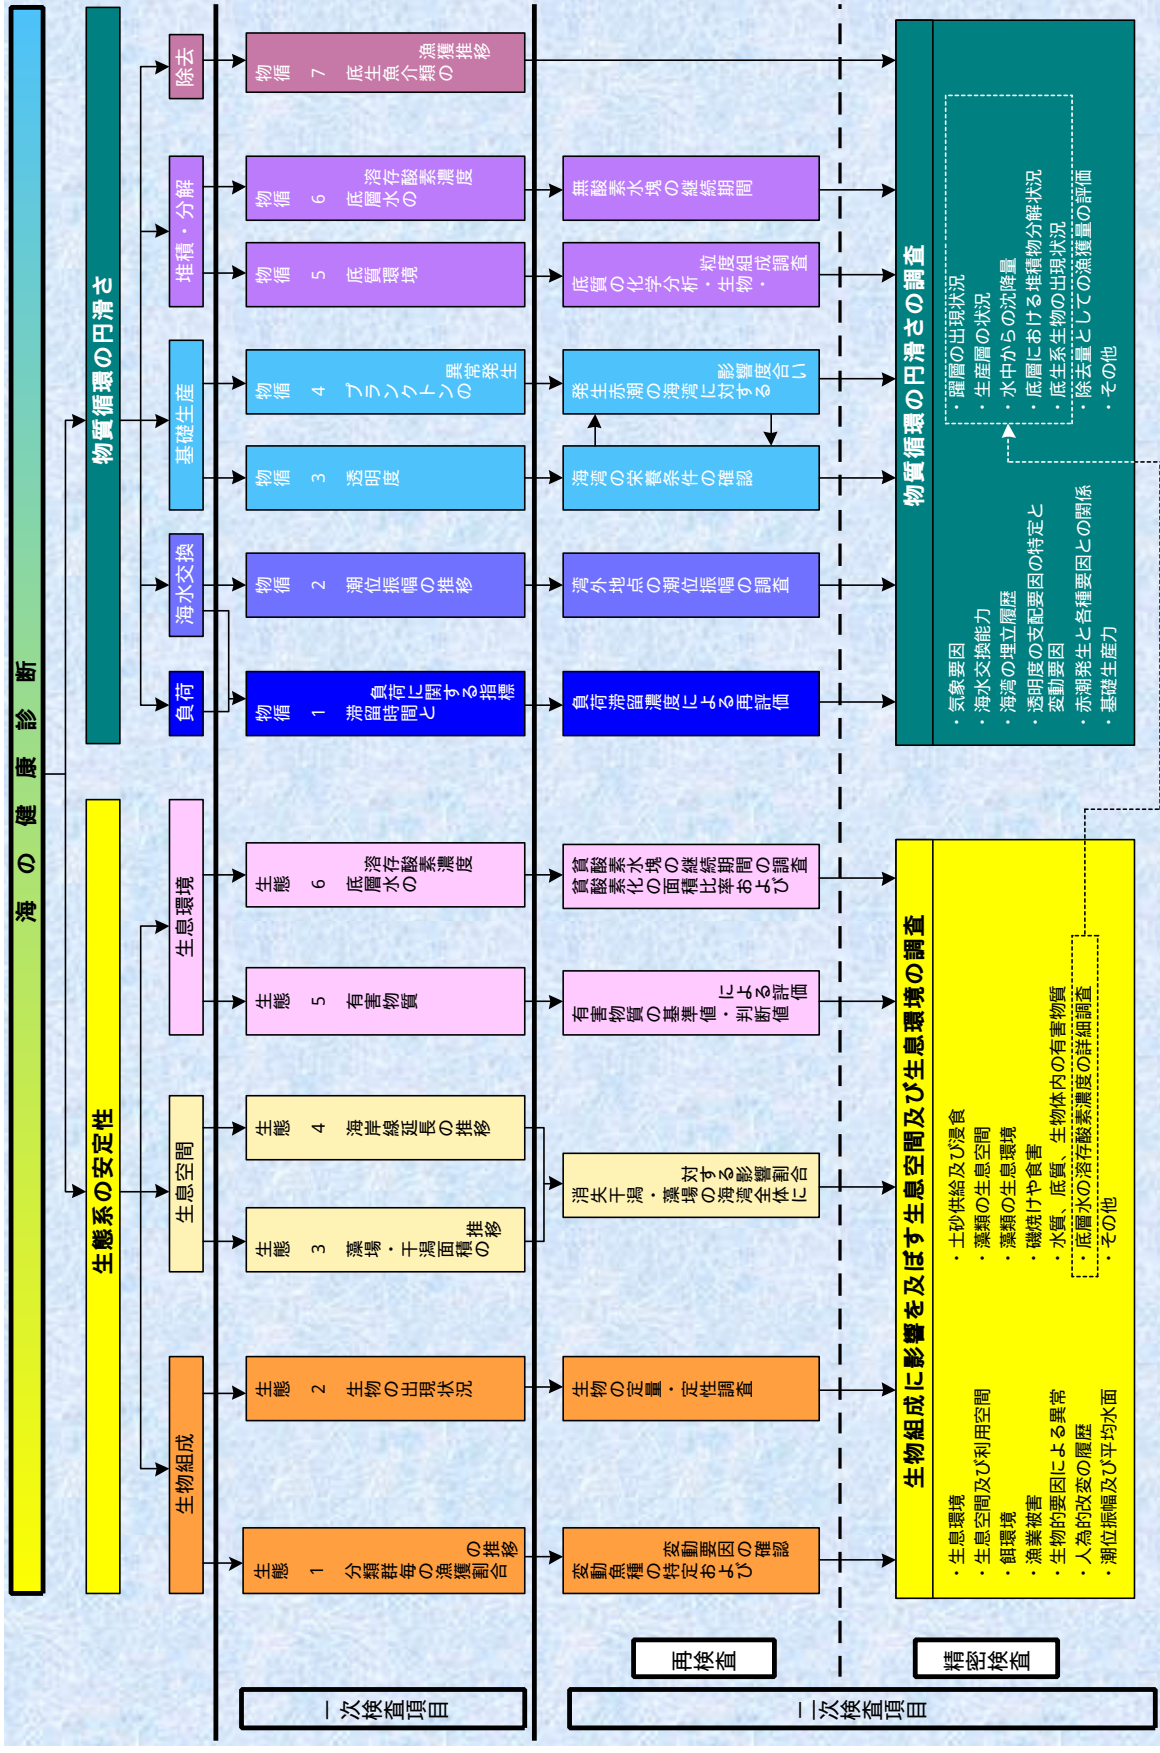 海の健康診断
生態系の安定性
物質循環の円滑さ
生物組成
生息空間
生息環境
負荷
海水交換
基礎生産
堆積・分解
除去
一次検査項目
生態
1
分類群毎の漁獲割合
の推移
生態
2
生物の出現状況
生態
3
藻場・干潟面積の
推移
生態
4
海岸線延長の推移
生態
5
有害物質
生態
6
底層水の
溶存酸素濃度
物循
1
滞留時間と
負荷に関する指標
物循
2
潮位振幅の推移
物循
3
透明度
物循
4
プランクトンの
異常発生
物循
5
底質環境
物循
6
底層水の
溶存酸素濃度
物循
7
底生魚介類の
漁獲推移
二次検査項目
再検査
変動魚種の特定および
変動要因の確認
生物の定量・定性調査
消失干潟・藻場の海湾全体に
対する影響割合
有害物質の基準値・判断値
による評価
貧酸素化の面積比率および
貧酸素水塊の継続期間の調査
負荷滞留濃度による再評価
湾外地点の潮位振幅の調査
海湾の栄養条件の確認
発生赤潮の海湾に対する
影響度合い
底質の化学分析・生物・
粒度組成調査
無酸素水塊の継続期間
精密検査
生物組成に影響を及ぼす生息空間及び生息環境の調査
・生息環境
・生息空間及び利用空間
・餌環境
・漁業被害
・生物的要因による異常
・人為的改変の履歴
・潮位振幅及び平均水面
・土砂供給及び浸食
・藻類の生息空間
・藻類の生息環境
・磯焼けや食害
・水質、底質、生物体内の有害物質
・底層水の溶存酸素濃度の詳細調査
・その他
物質循環の円滑さの調査
・気象要因
・海水交換能力
・海湾の埋立履歴
・透明度の支配要因の特定と
変動要因
・赤潮発生と各種要因との関係
・基礎生産力
・躍層の出現状況
・生産層の状況
・水中からの沈降量
・底層における堆積物分解状況
・底生系生物の出現状況
・除去量としての漁獲量の評価
・その他